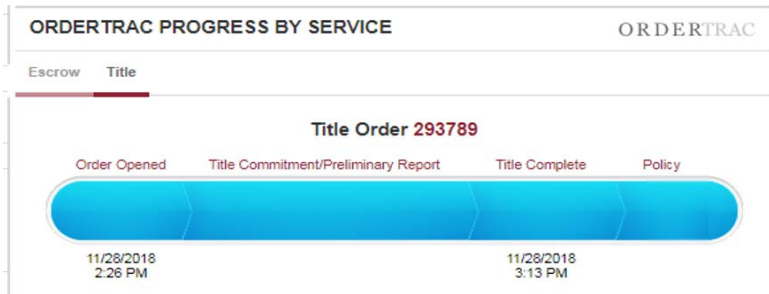 ORDERTRAC PROGRESS BY SERVICE
ORDERTRAC
Escrow Title
Title Order 293789
Order Opened Title Commitment/Preliminary Report Title Complete Policy
11/28/2018 11/28/2018
2:26 PM 3:13 PM